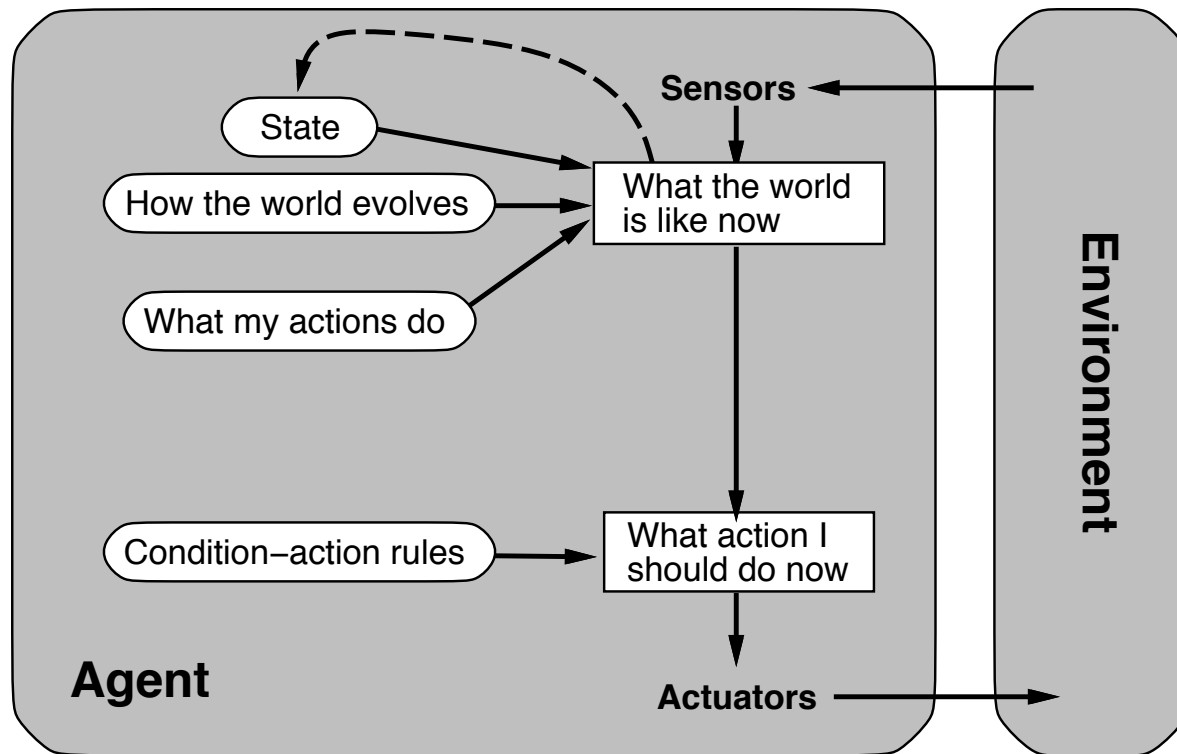 Sensors
State
What the world
is like now
How the world evolves
What my actions do
Environment
Condition−action rules
What action I
should do now
Agent
Actuators